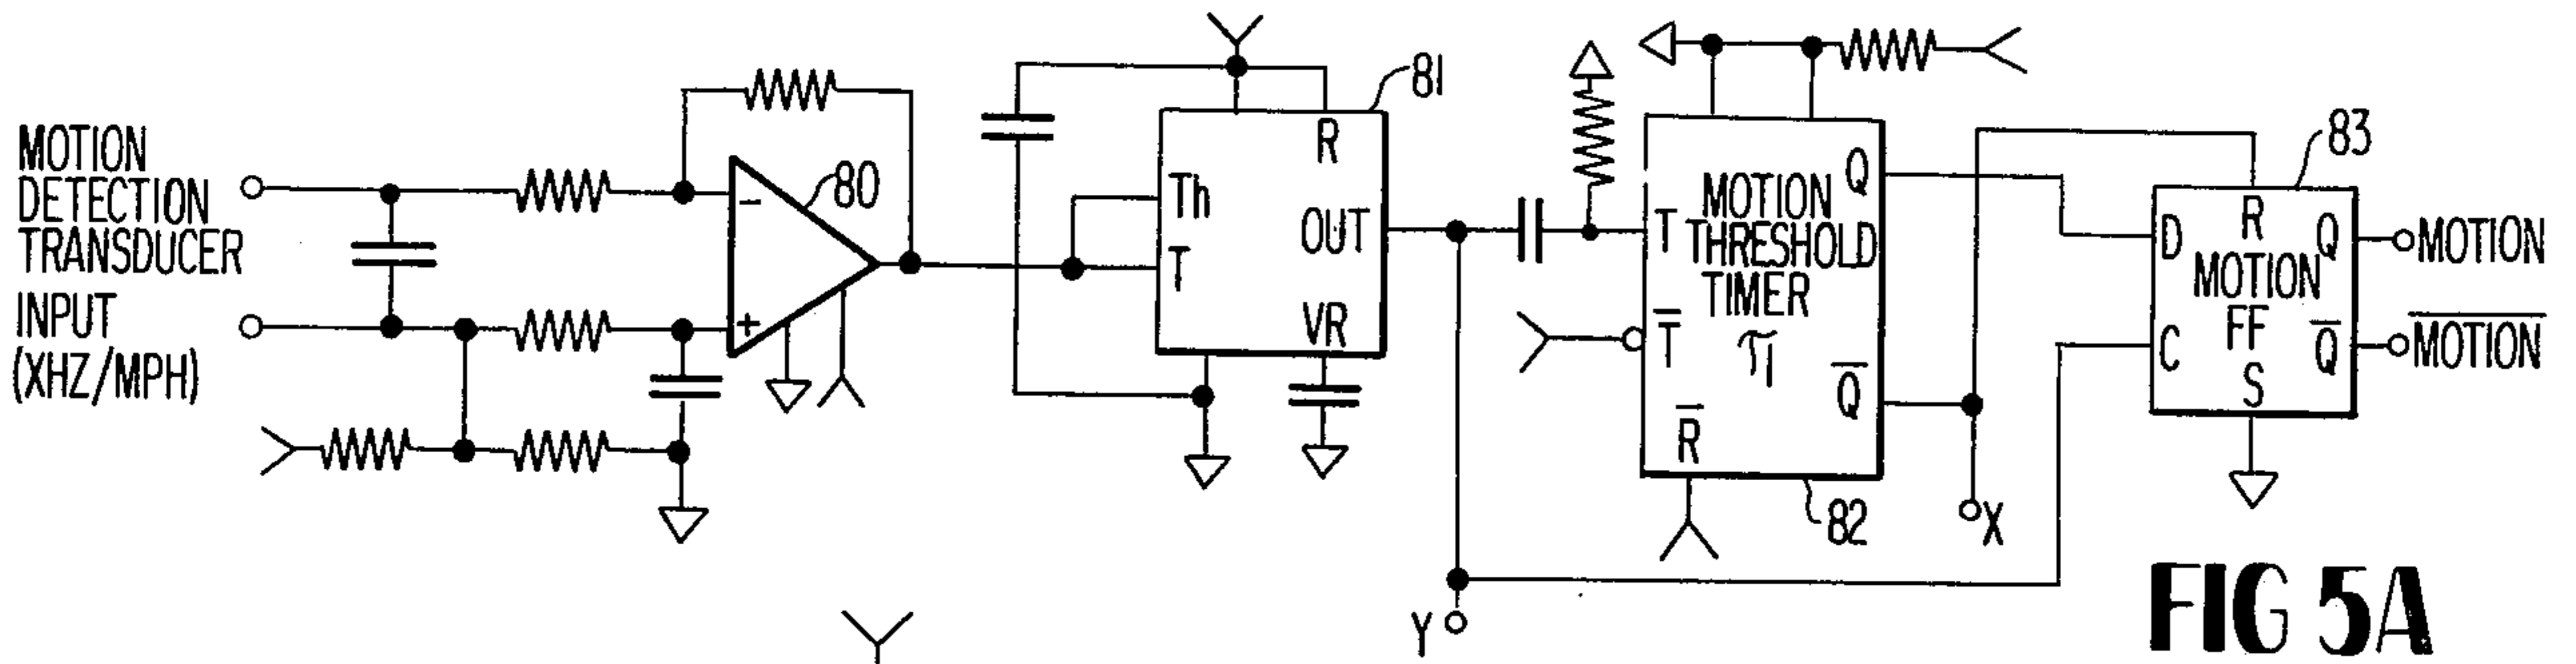 MOTION
DETECTION
TRANSDUCER
INPUT
(XHZ/MPH)
−
+
80
81
R
Th
T
OUT
VR
T
MOTION
THRESHOLD
TIMER
τ1
T̅
R̅
Q
Q̅
82
X
Y
83
D
R
Q
MOTION
FF
C
S
Q̅
MOTION
M̅O̅T̅I̅O̅N̅
FIG 5A